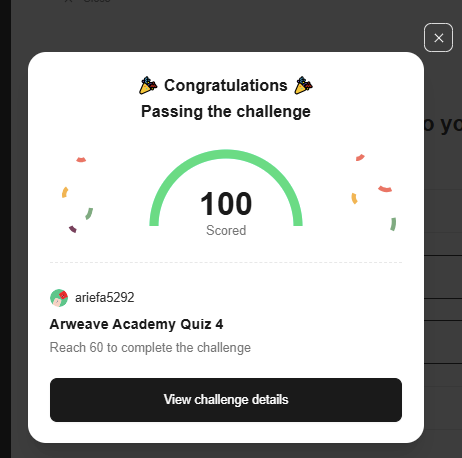 Congratulations
Passing the challenge
o yo
100
Scored
ariefa5292
Arweave Academy Quiz 4
Reach 60 to complete the challenge
View challenge details